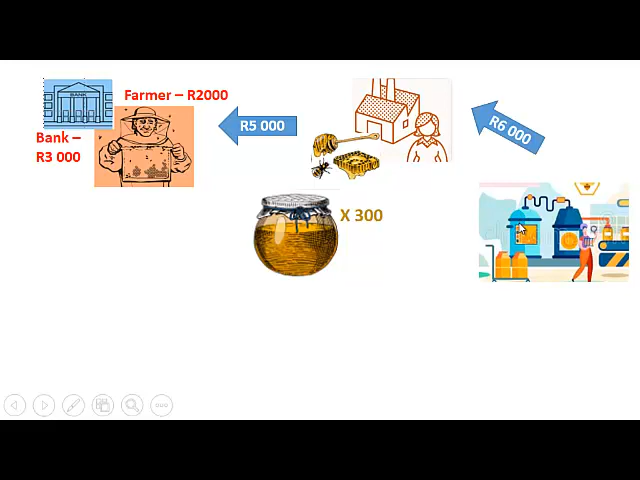 BANK
Farmer – R2000
Bank –
R3 000
R5 000
R6 000
X 300